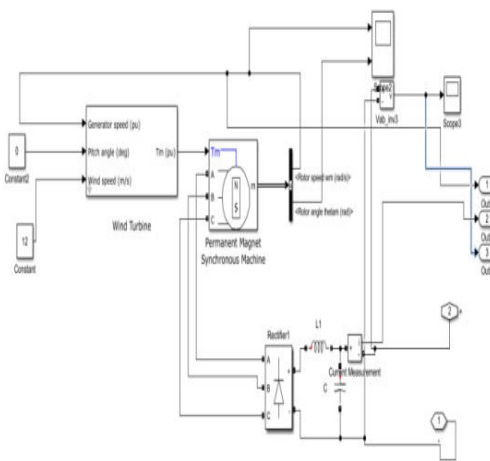 Scope2
Vab_inv3
Scope3
Generator speed (pu)
0
Pitch angle (deg)
Tm (pu)
Constant2
Wind speed (m/s)
Wind Turbine
12
Constant
Tm
A
B
C
N
S
m
Permanent Magnet
Synchronous Machine
<Rotor speed wm (rad/s)>
<Rotor angle thetam (rad)>
1
Out
2
Out
3
Out
2
Rectifier1
L1
A
B
C
+
-
C
+
i
-
Current Measurement
1